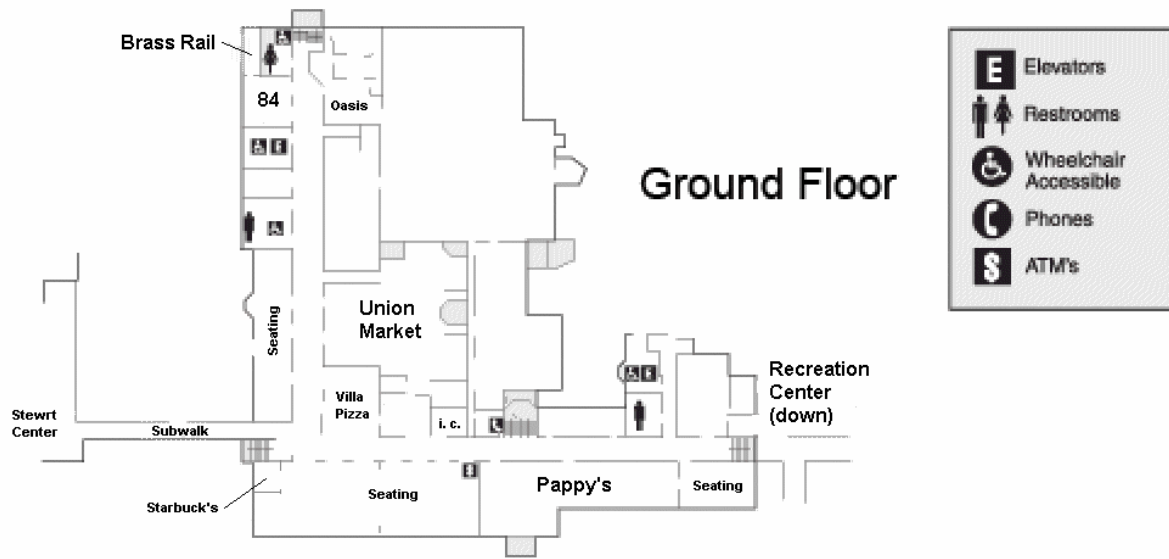 Brass Rail
84
Oasis
Ground Floor
E Elevators
Restrooms
Wheelchair
Accessible
Phones
$ ATM's
E
Union
Market
Seating
Villa
Pizza
i. c.
E
Recreation
Center
(down)
Stewrt
Center
Subwalk
Starbuck's
Seating
Pappy's
Seating